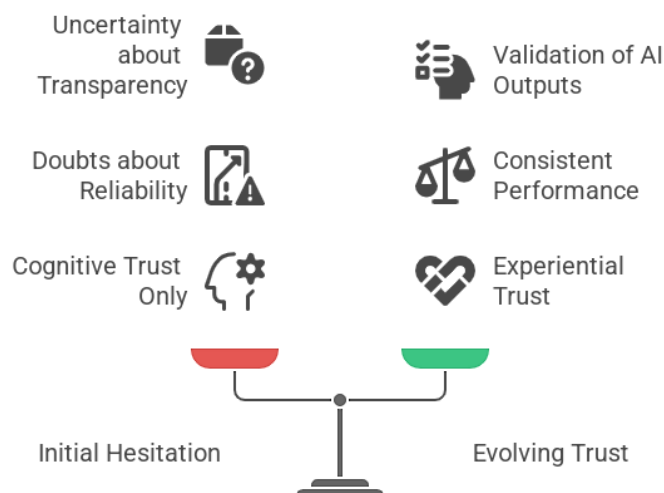 Uncertainty
about
Transparency
Validation of AI
Outputs
Doubts about
Reliability
Consistent
Performance
Cognitive Trust
Only
Experiential
Trust
Initial Hesitation
Evolving Trust